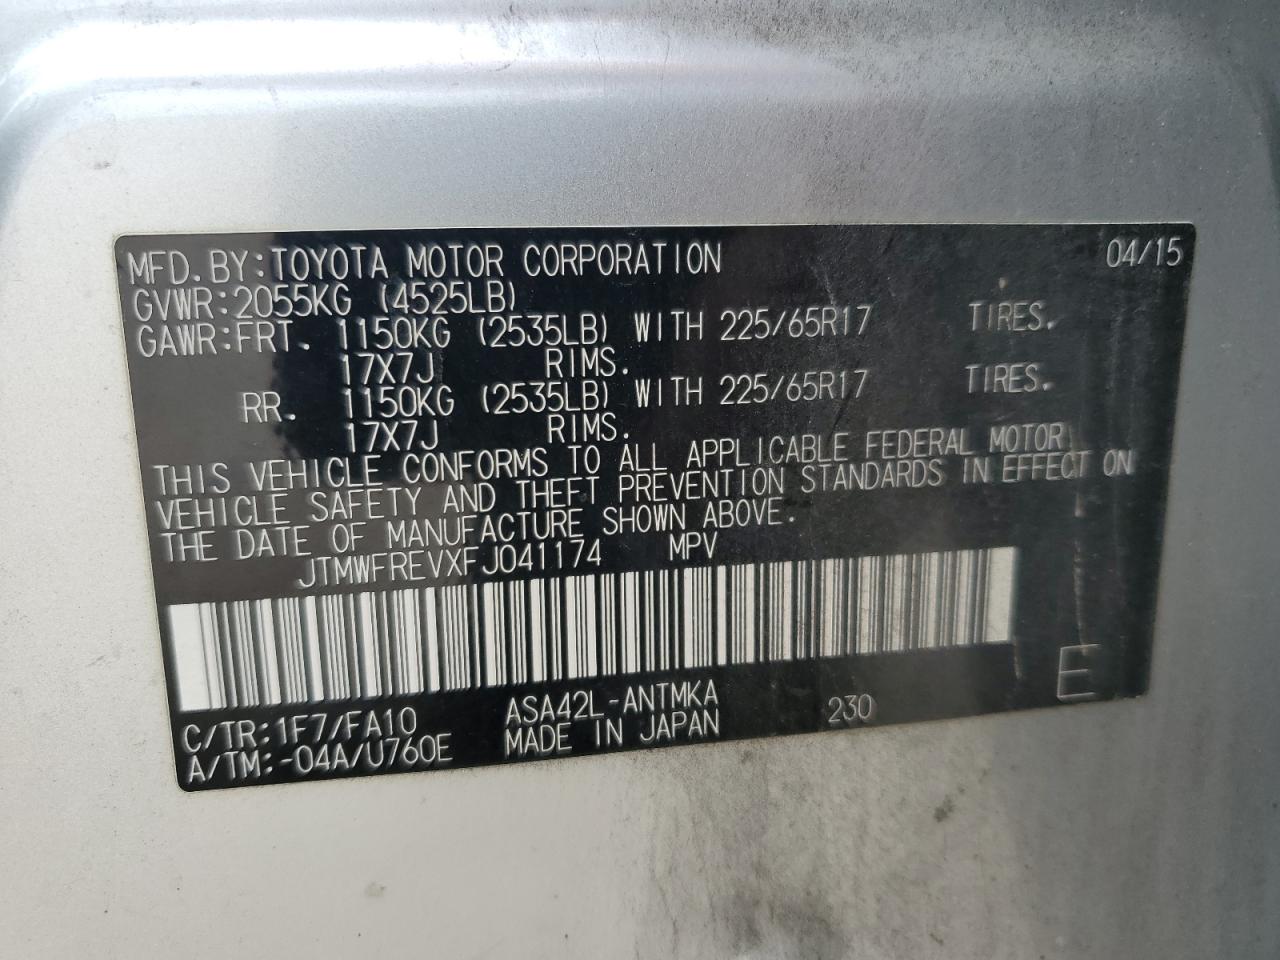 MFD. BY: TOYOTA MOTOR CORPORATION 04/15
GVWR: 2055KG (4525LB)
GAWR: FRT. 1150KG (2535LB) WITH 225/65R17 TIRES.
17X7J RIMS.
RR. 1150KG (2535LB) WITH 225/65R17 TIRES.
17X7J RIMS.
THIS VEHICLE CONFORMS TO ALL APPLICABLE FEDERAL MOTOR
VEHICLE SAFETY AND THEFT PREVENTION STANDARDS IN EFFECT ON
THE DATE OF MANUFACTURE SHOWN ABOVE.
JTMWFREVXFJ041174 MPV
C/TR: 1F7/FA10 ASA42L-ANTMKA 230 E
A/TM: -04A/U760E MADE IN JAPAN